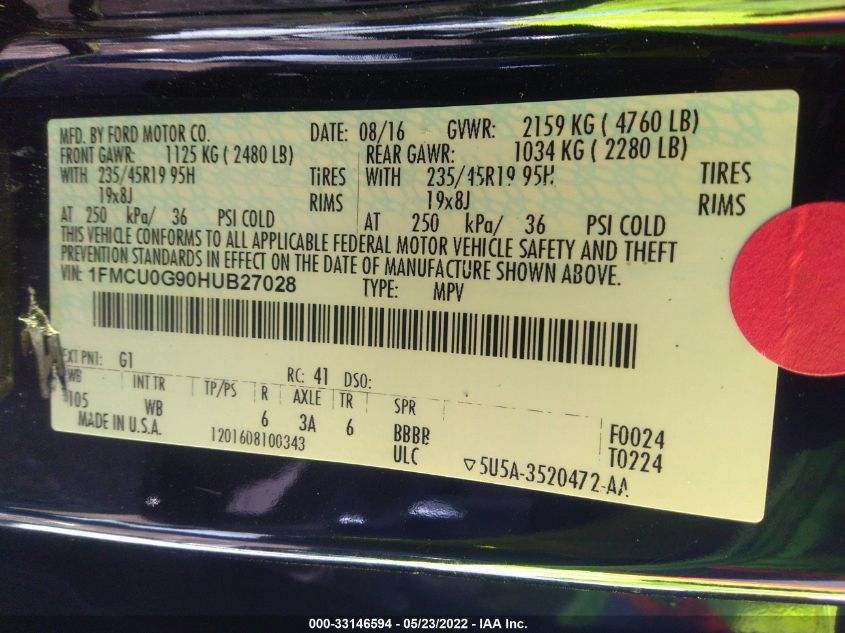 MFD. BY FORD MOTOR CO. DATE: 08/16 GVWR: 2159 KG ( 4760 LB)
FRONT GAWR: 1125 KG ( 2480 LB) REAR GAWR: 1034 KG ( 2280 LB)
WITH 235/45R19 95H TIRES WITH 235/45R19 95H TIRES
19x8J RIMS 19x8J RIMS
AT 250 kPa/ 36 PSI COLD AT 250 kPa/ 36 PSI COLD
THIS VEHICLE CONFORMS TO ALL APPLICABLE FEDERAL MOTOR VEHICLE SAFETY AND THEFT
PREVENTION STANDARDS IN EFFECT ON THE DATE OF MANUFACTURE SHOWN ABOVE.
VIN: 1FMCU0G90HUB27028 TYPE: MPV
EXT PNT: G1 RC: 41 DSO:
WB INT TR TP/PS R AXLE TR SPR
105 WB 6 3A 6 BBBB F0024
MADE IN U.S.A. 1201608100343 ULC T0224
▽5U5A-3520472-AA
000-33146594 — 05/23/2022 — IAA Inc.